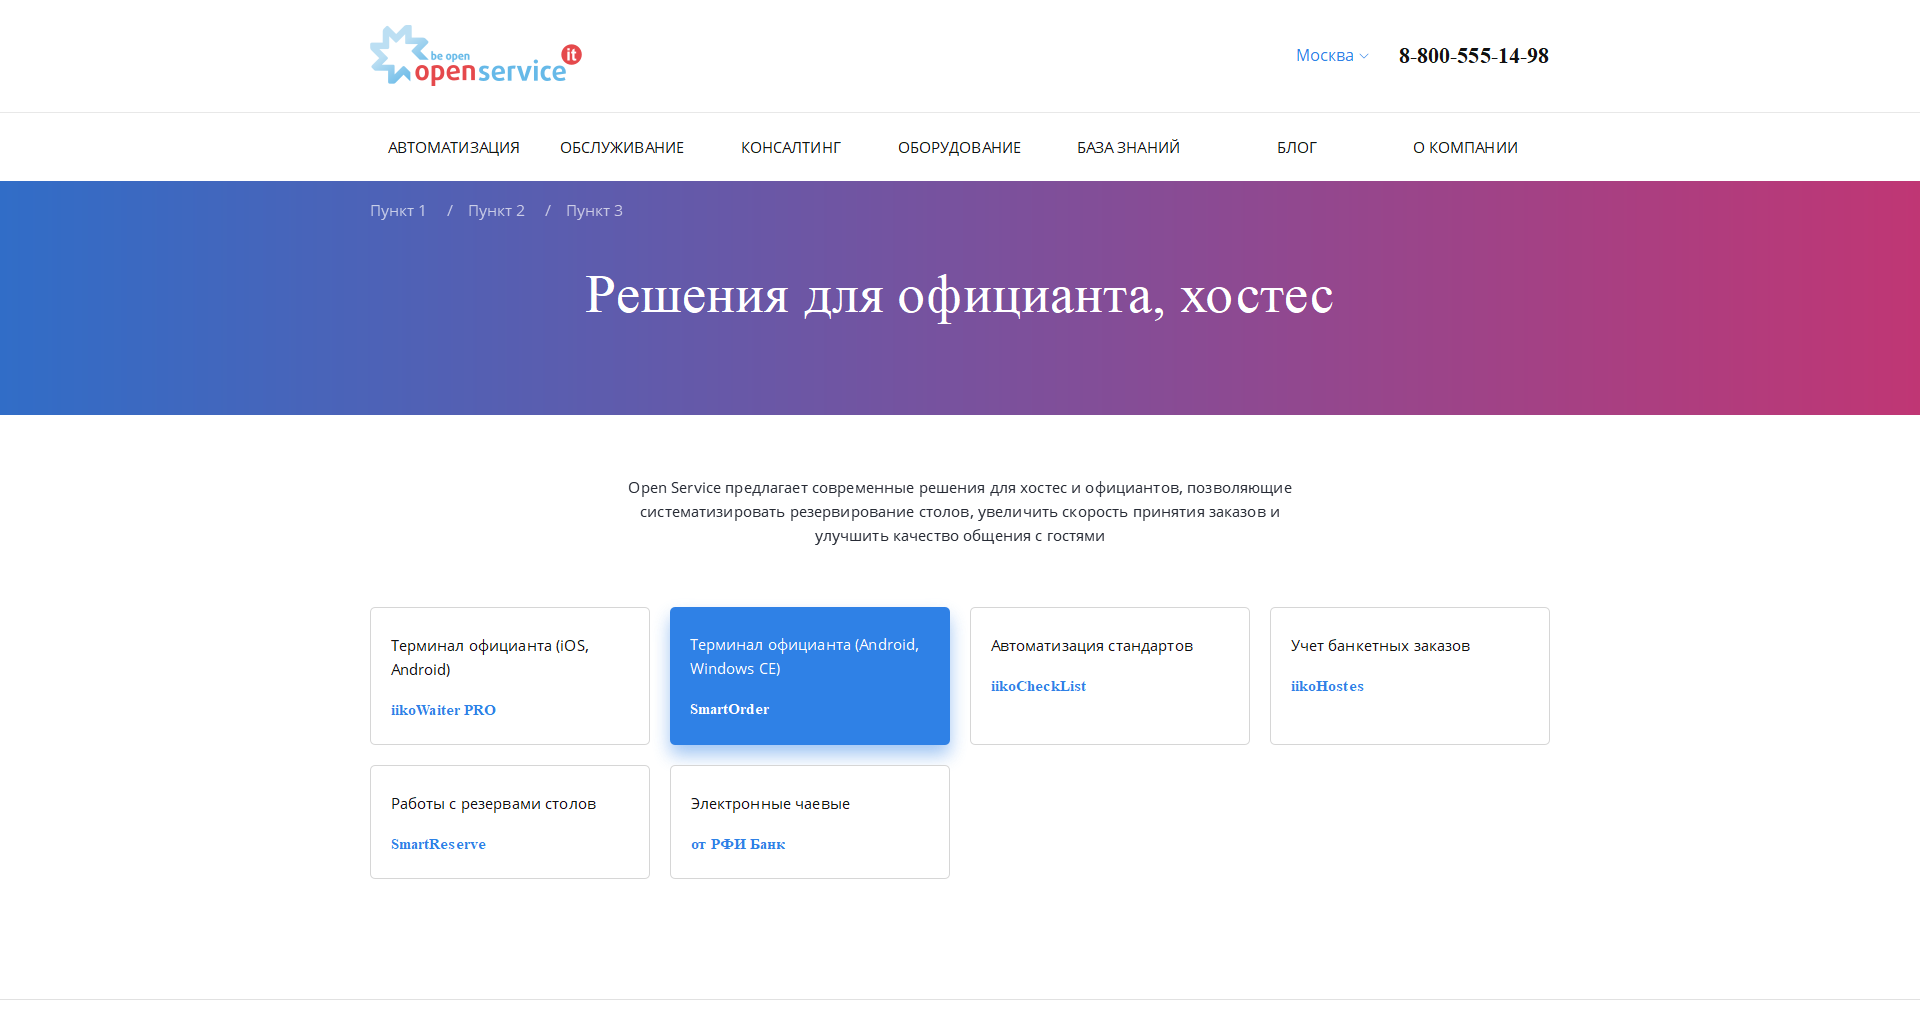 be open
openservice it
Москва
8-800-555-14-98
АВТОМАТИЗАЦИЯ ОБСЛУЖИВАНИЕ КОНСАЛТИНГ ОБОРУДОВАНИЕ БАЗА ЗНАНИЙ БЛОГ О КОМПАНИИ
Пункт 1 / Пункт 2 / Пункт 3
Решения для официанта, хостес
Open Service предлагает современные решения для хостес и официантов, позволяющие
систематизировать резервирование столов, увеличить скорость принятия заказов и
улучшить качество общения с гостями
Терминал официанта (iOS,
Android)
iikoWaiter PRO
Терминал официанта (Android,
Windows CE)
SmartOrder
Автоматизация стандартов
iikoCheckList
Учет банкетных заказов
iikoHostes
Работы с резервами столов
SmartReserve
Электронные чаевые
от РФИ Банк